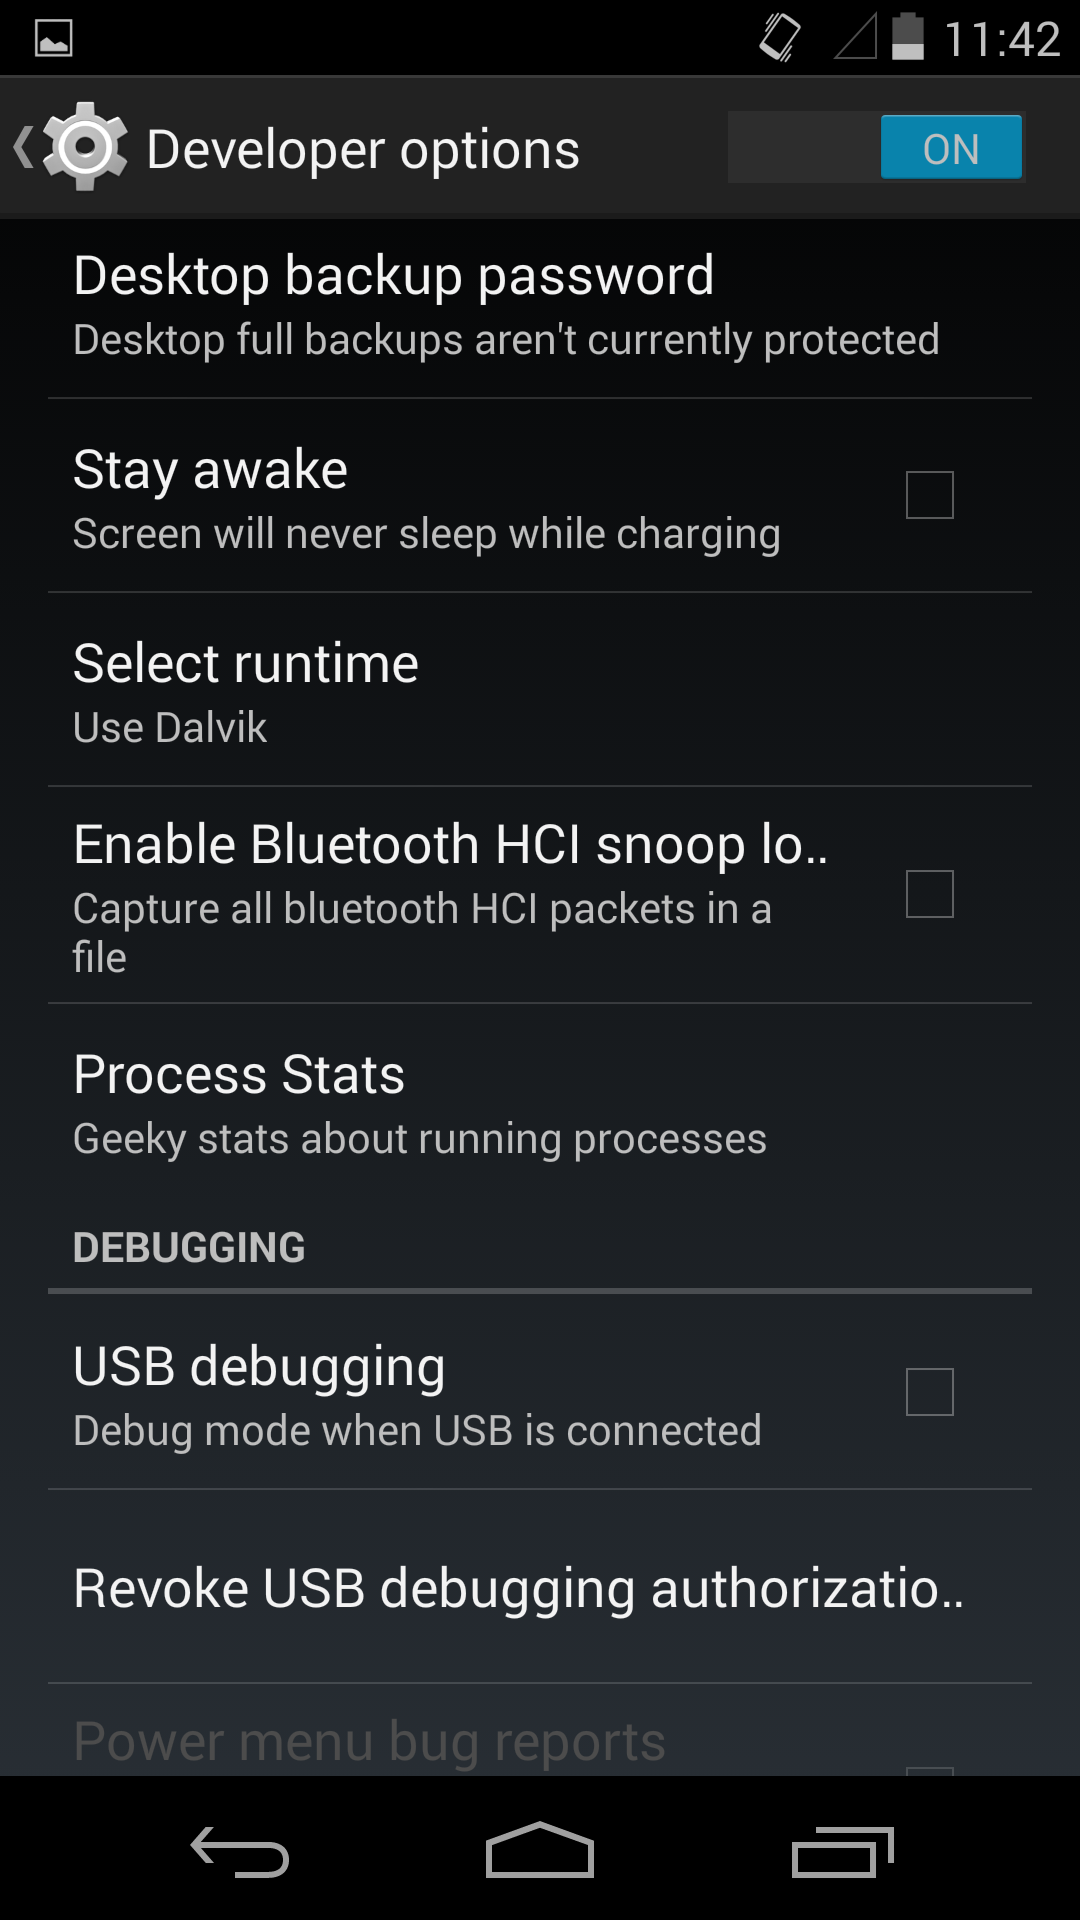 11:42
Developer options
ON
Desktop backup password
Desktop full backups aren't currently protected
Stay awake
Screen will never sleep while charging
Select runtime
Use Dalvik
Enable Bluetooth HCI snoop lo..
Capture all bluetooth HCI packets in a
file
Process Stats
Geeky stats about running processes
DEBUGGING
USB debugging
Debug mode when USB is connected
Revoke USB debugging authorizatio..
Power menu bug reports